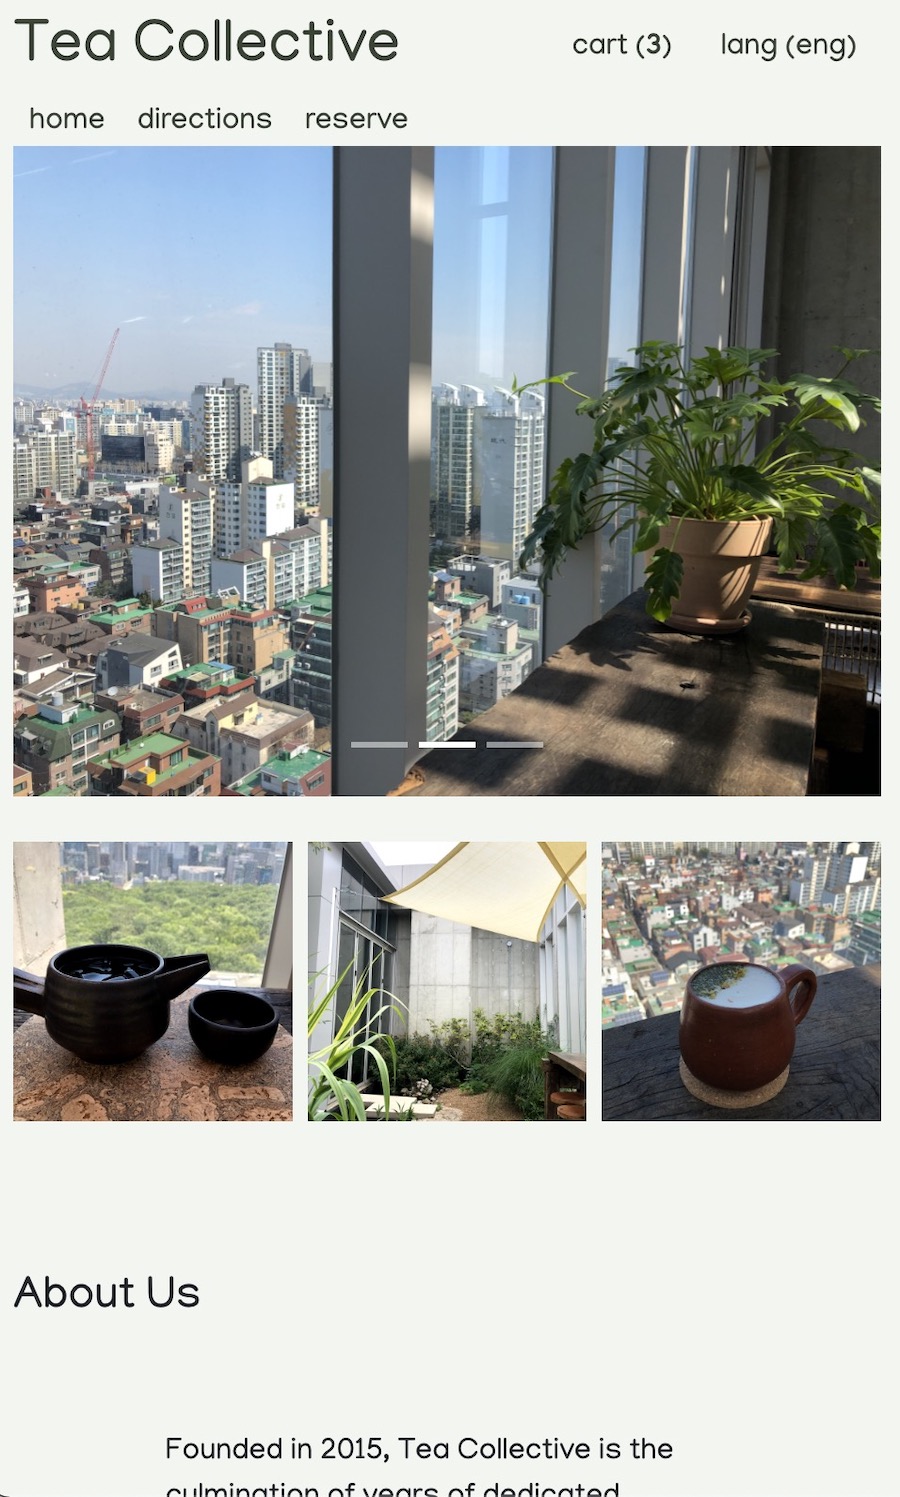 Tea Collective
cart (3) lang (eng)
home directions reserve
About Us
Founded in 2015, Tea Collective is the
culmination of years of dedicated